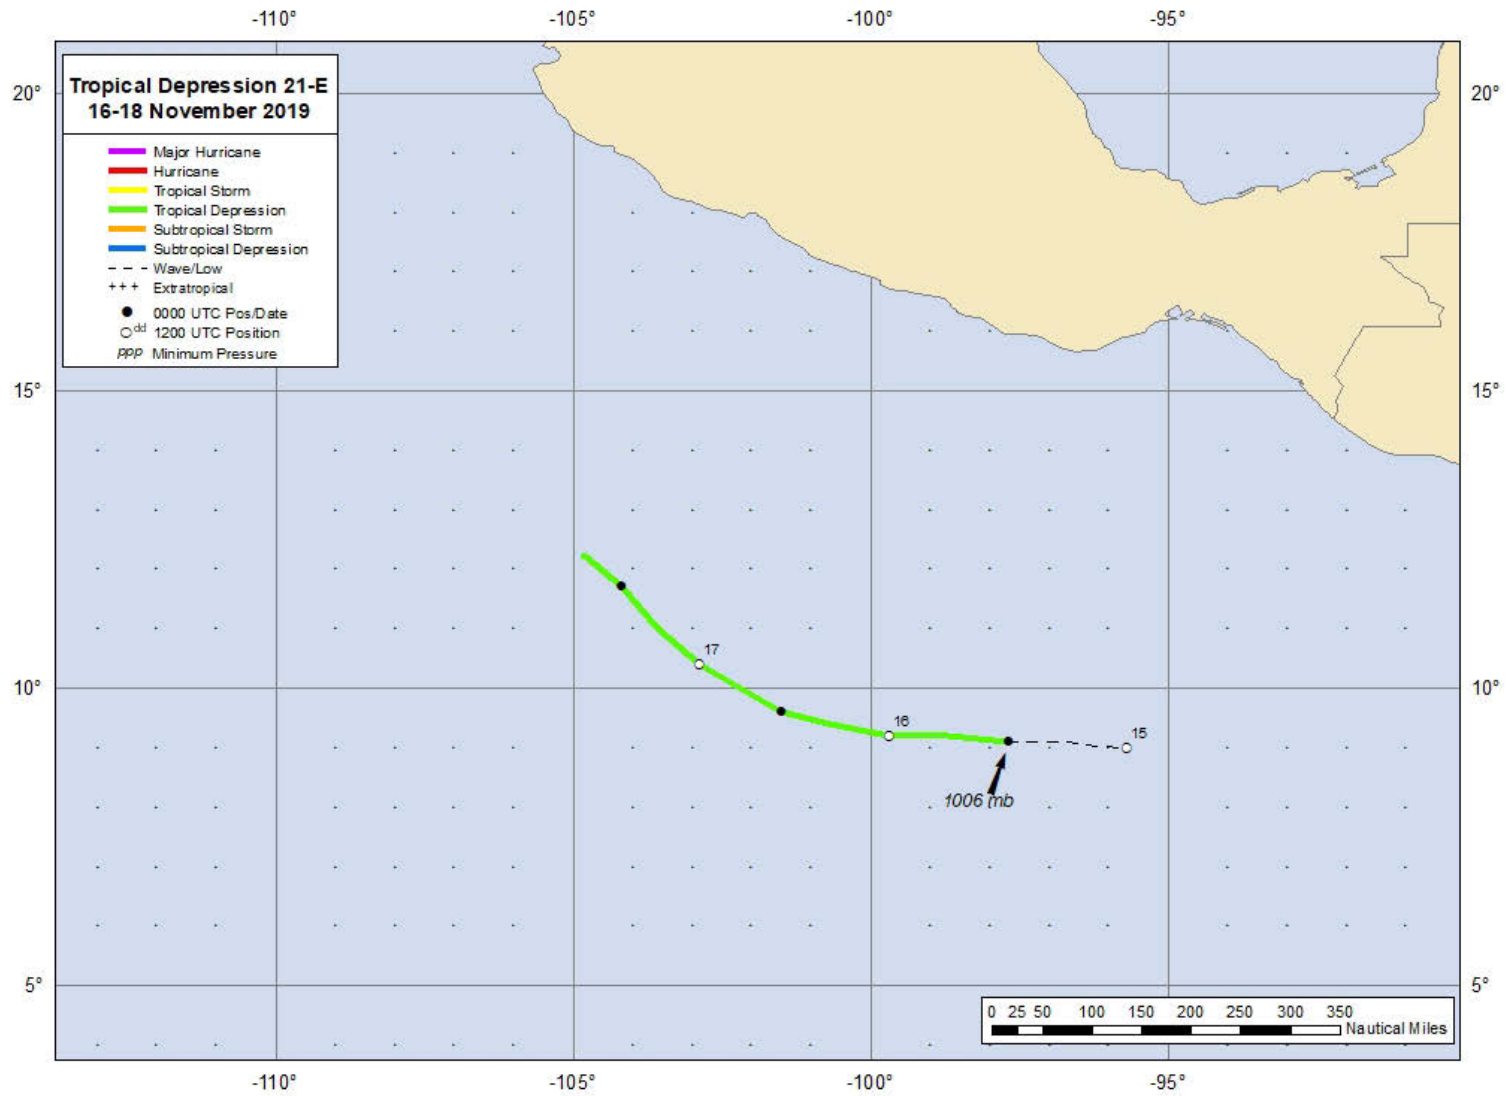 -110° -105° -100° -95°
Tropical Depression 21-E
16-18 November 2019
20° 20°
Major Hurricane
Hurricane
Tropical Storm
Tropical Depression
Subtropical Storm
Subtropical Depression
Wave/Low
+++ Extratropical
0000 UTC Pos/Date
dd 1200 UTC Position
ppp Minimum Pressure
15° 15°
17
10° 10°
16
15
1006 mb
5° 5°
0 25 50 100 150 200 250 300 350
Nautical Miles
-110° -105° -100° -95°